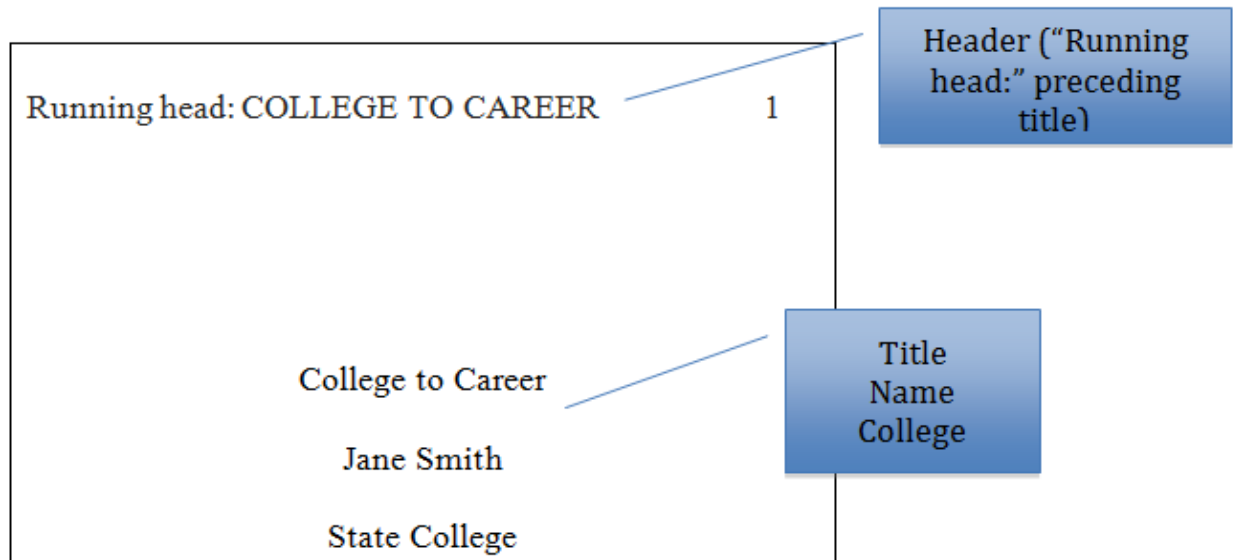 Header (“Running
head:” preceding
title)
Running head: COLLEGE TO CAREER 1
Title
Name
College
College to Career
Jane Smith
State College